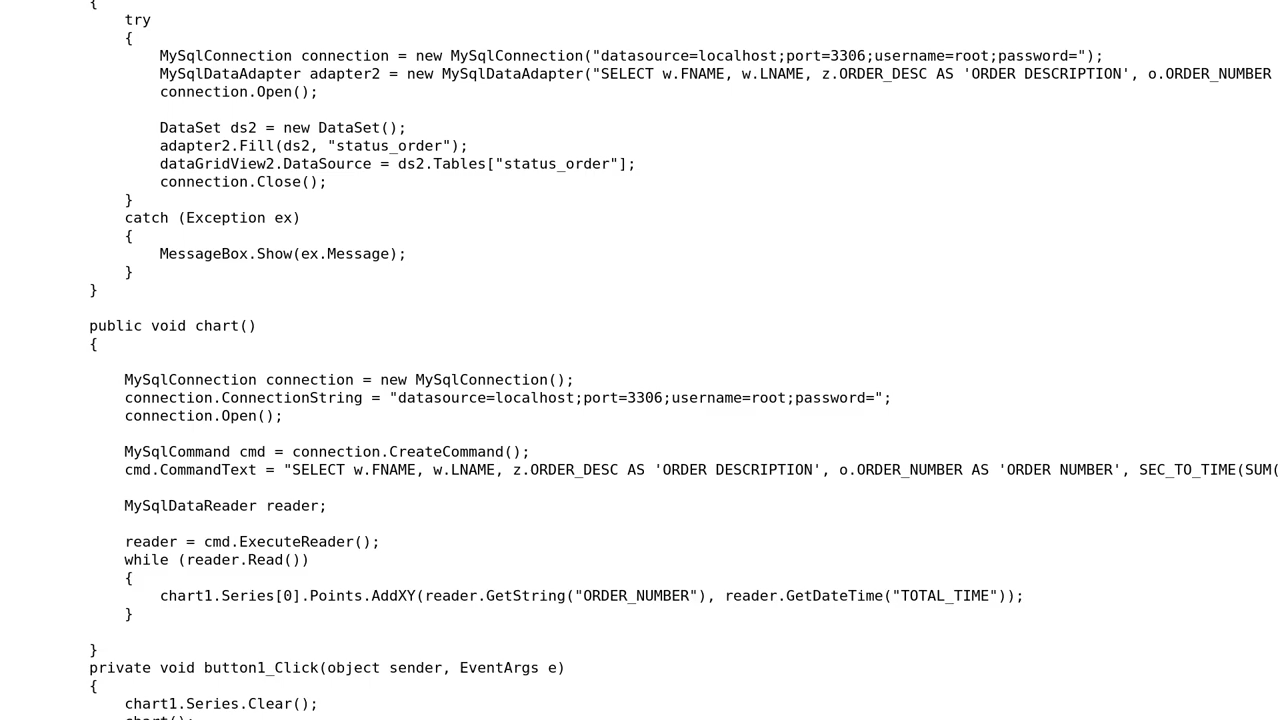 {
try
{
MySqlConnection connection = new MySqlConnection("datasource=localhost;port=3306;username=root;password=");
MySqlDataAdapter adapter2 = new MySqlDataAdapter("SELECT w.FNAME, w.LNAME, z.ORDER_DESC AS 'ORDER DESCRIPTION', o.ORDER_NUMBER
connection.Open();
DataSet ds2 = new DataSet();
adapter2.Fill(ds2, "status_order");
dataGridView2.DataSource = ds2.Tables["status_order"];
connection.Close();
}
catch (Exception ex)
{
MessageBox.Show(ex.Message);
}
}
public void chart()
{
MySqlConnection connection = new MySqlConnection();
connection.ConnectionString = "datasource=localhost;port=3306;username=root;password=";
connection.Open();
MySqlCommand cmd = connection.CreateCommand();
cmd.CommandText = "SELECT w.FNAME, w.LNAME, z.ORDER_DESC AS 'ORDER DESCRIPTION', o.ORDER_NUMBER AS 'ORDER NUMBER', SEC_TO_TIME(SUM(
MySqlDataReader reader;
reader = cmd.ExecuteReader();
while (reader.Read())
{
chart1.Series[0].Points.AddXY(reader.GetString("ORDER_NUMBER"), reader.GetDateTime("TOTAL_TIME"));
}
}
private void button1_Click(object sender, EventArgs e)
{
chart1.Series.Clear();
chart();